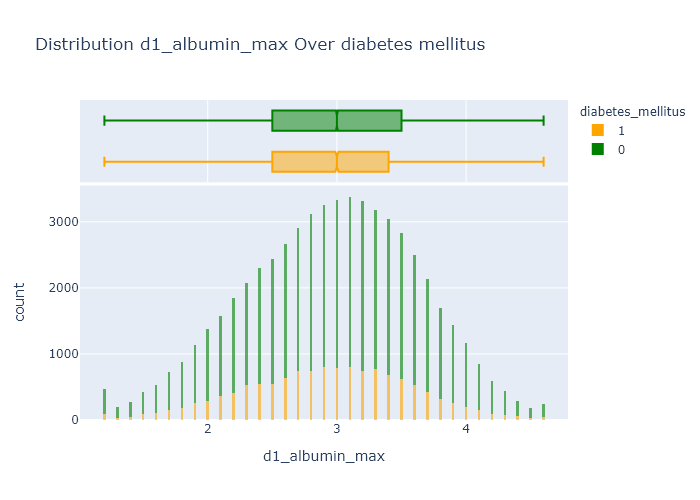 Distribution d1_albumin_max Over diabetes mellitus
diabetes_mellitus
1
0
3000
2000
1000
0
count
2
3
4
d1_albumin_max